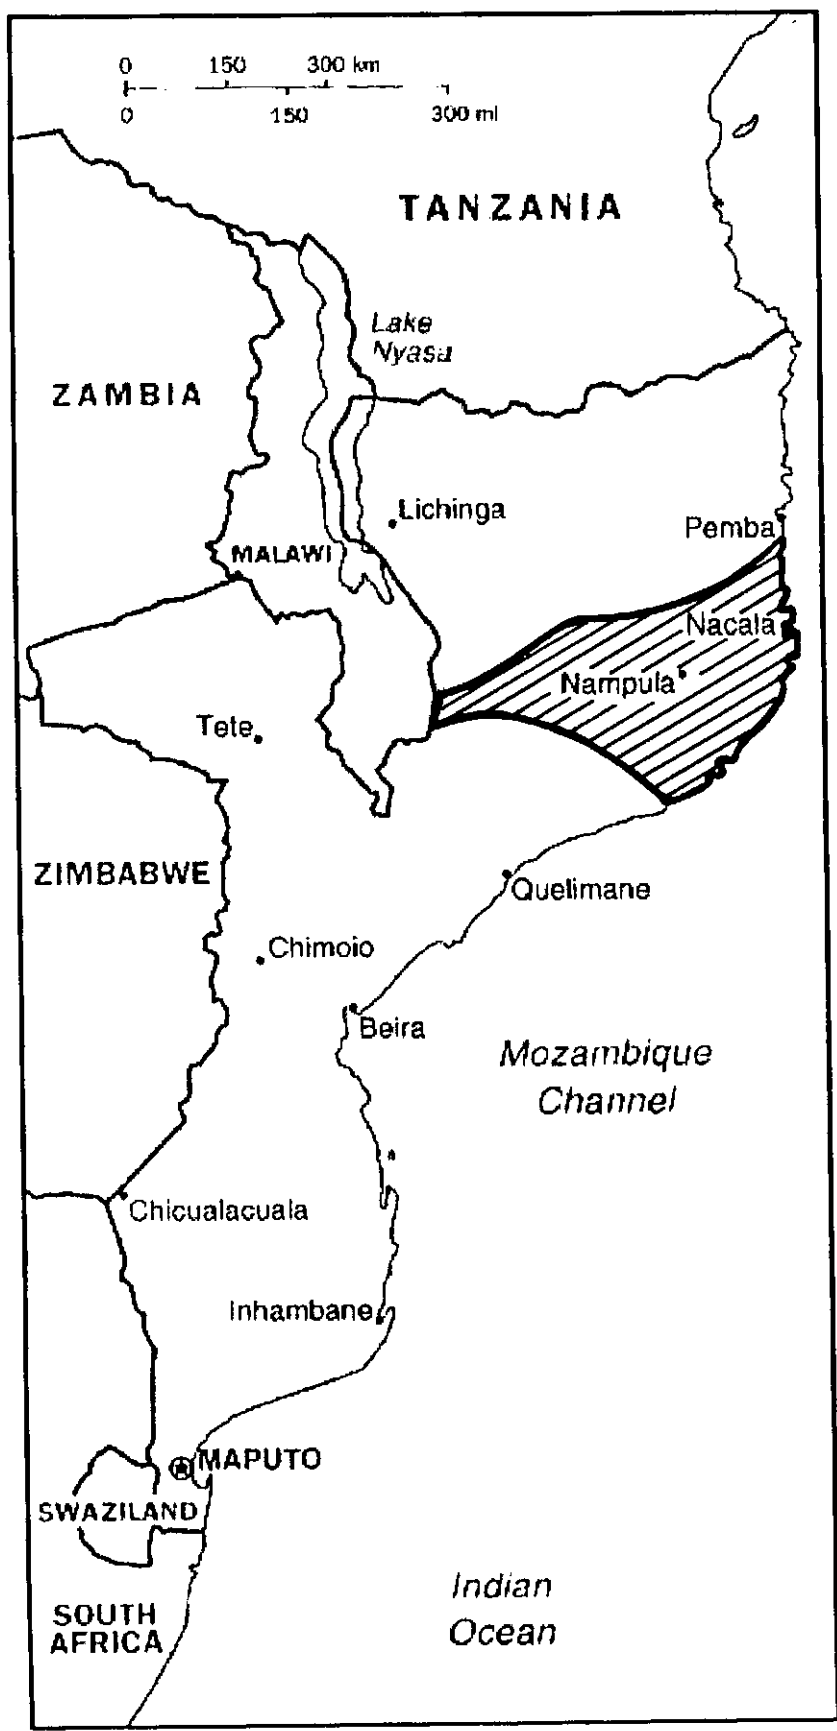 0 150 300 km
0 150 300 ml
TANZANIA
Lake
Nyasa
ZAMBIA
Lichinga
Pemba
MALAWI
Nacala
Nampula
Tete
ZIMBABWE
Quelimane
Chimoio
Beira
Mozambique
Channel
Chicualacuala
Inhambane
MAPUTO
SWAZILAND
Indian
Ocean
SOUTH
AFRICA